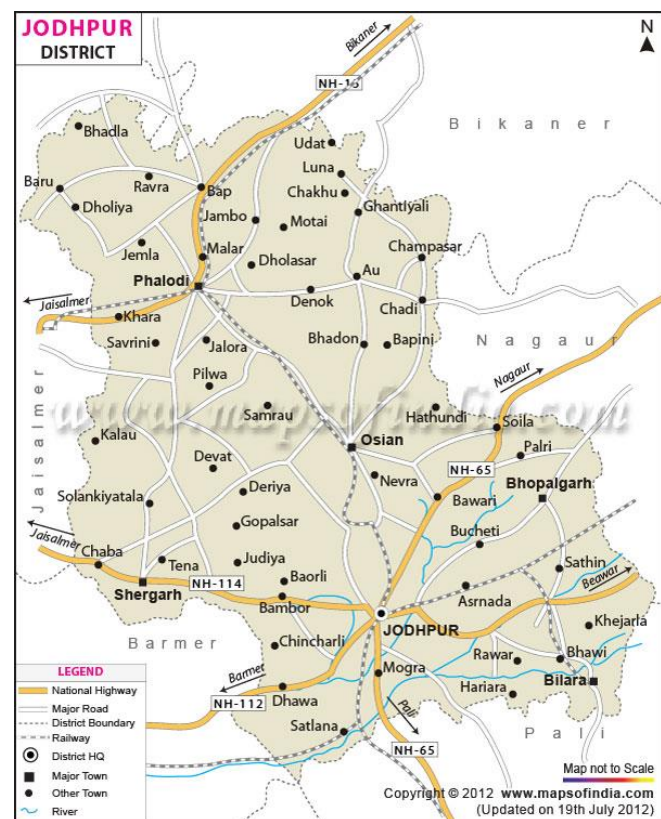 JODHPUR
DISTRICT
N
Bikaner
NH-15
Bikaner
Bhadla
Udat
Luna
Baru
Ravra
Bap
Chakhu
Dholiya
Jambo
Motai
Ghantiyali
Jemla
Malar
Dholasar
Champasar
Phalodi
Au
Jaisalmer
Denok
Chadi
Khara
Savrini
Jalora
Bhadon
Bapini
Nagaur
Pilwa
Nagaur
Samrau
Hathundi
www.mapsofindia.com
Soila
Jaisalmer
Kalau
Osian
Palri
Devat
NH-65
Nevra
Bhopalgarh
Solankiyatala
Deriya
Bawari
Gopalsar
Bucheti
Jaisalmer
Chaba
Tena
Judiya
Sathin
Shergarh
NH-114
Baorli
Beawar
Bambor
Asrnada
JODHPUR
Khejarla
Barmer
Chincharli
Rawar
Bhawi
Barmer
Mogra
Bilara
LEGEND
National Highway
Major Road
District Boundary
Railway
District HQ
Major Town
Other Town
River
NH-112
Dhawa
Pali
Hariara
Satlana
NH-65
Pali
Map not to Scale
Copyright © 2012 www.mapsofindia.com
(Updated on 19th July 2012)